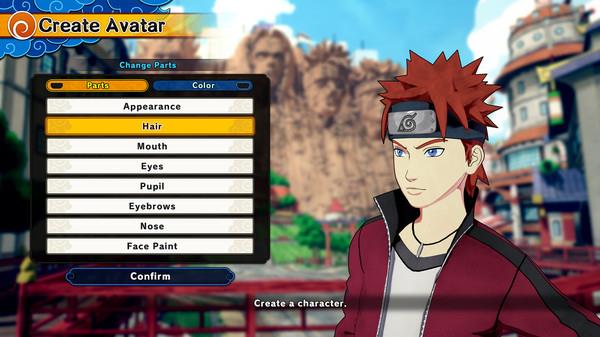 Create Avatar
Change Parts
Parts
Color
Appearance
Hair
Mouth
Eyes
Pupil
Eyebrows
Nose
Face Paint
Confirm
Create a character.